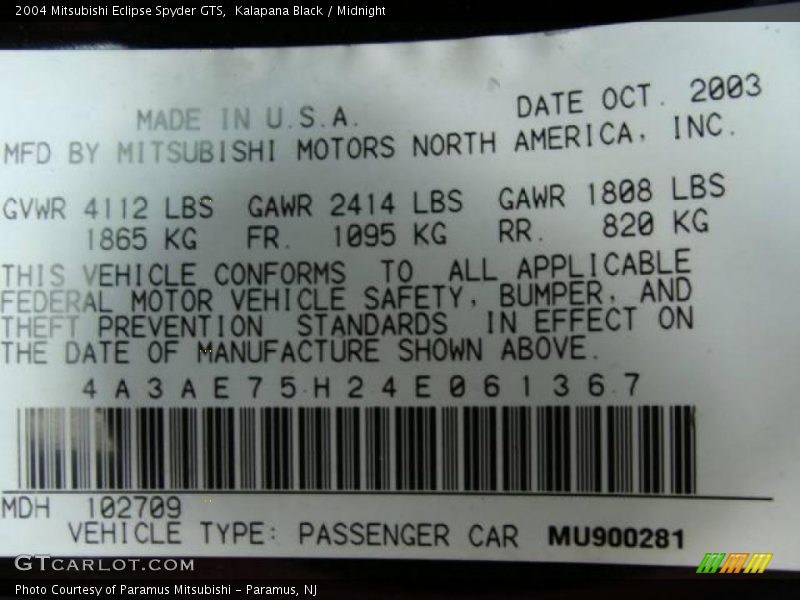 2004 Mitsubishi Eclipse Spyder GTS,  Kalapana Black / Midnight
MADE IN U.S.A. DATE OCT. 2003
MFD BY MITSUBISHI MOTORS NORTH AMERICA, INC.
GVWR 4112 LBS GAWR 2414 LBS GAWR 1808 LBS
1865 KG FR. 1095 KG RR. 820 KG
THIS VEHICLE CONFORMS TO ALL APPLICABLE
FEDERAL MOTOR VEHICLE SAFETY, BUMPER, AND
THEFT PREVENTION STANDARDS IN EFFECT ON
THE DATE OF MANUFACTURE SHOWN ABOVE.
4A3AE75H24E061367
MDH 102709
VEHICLE TYPE: PASSENGER CAR MU900281
GTCARLOT.COM
Photo Courtesy of Paramus Mitsubishi - Paramus, NJ